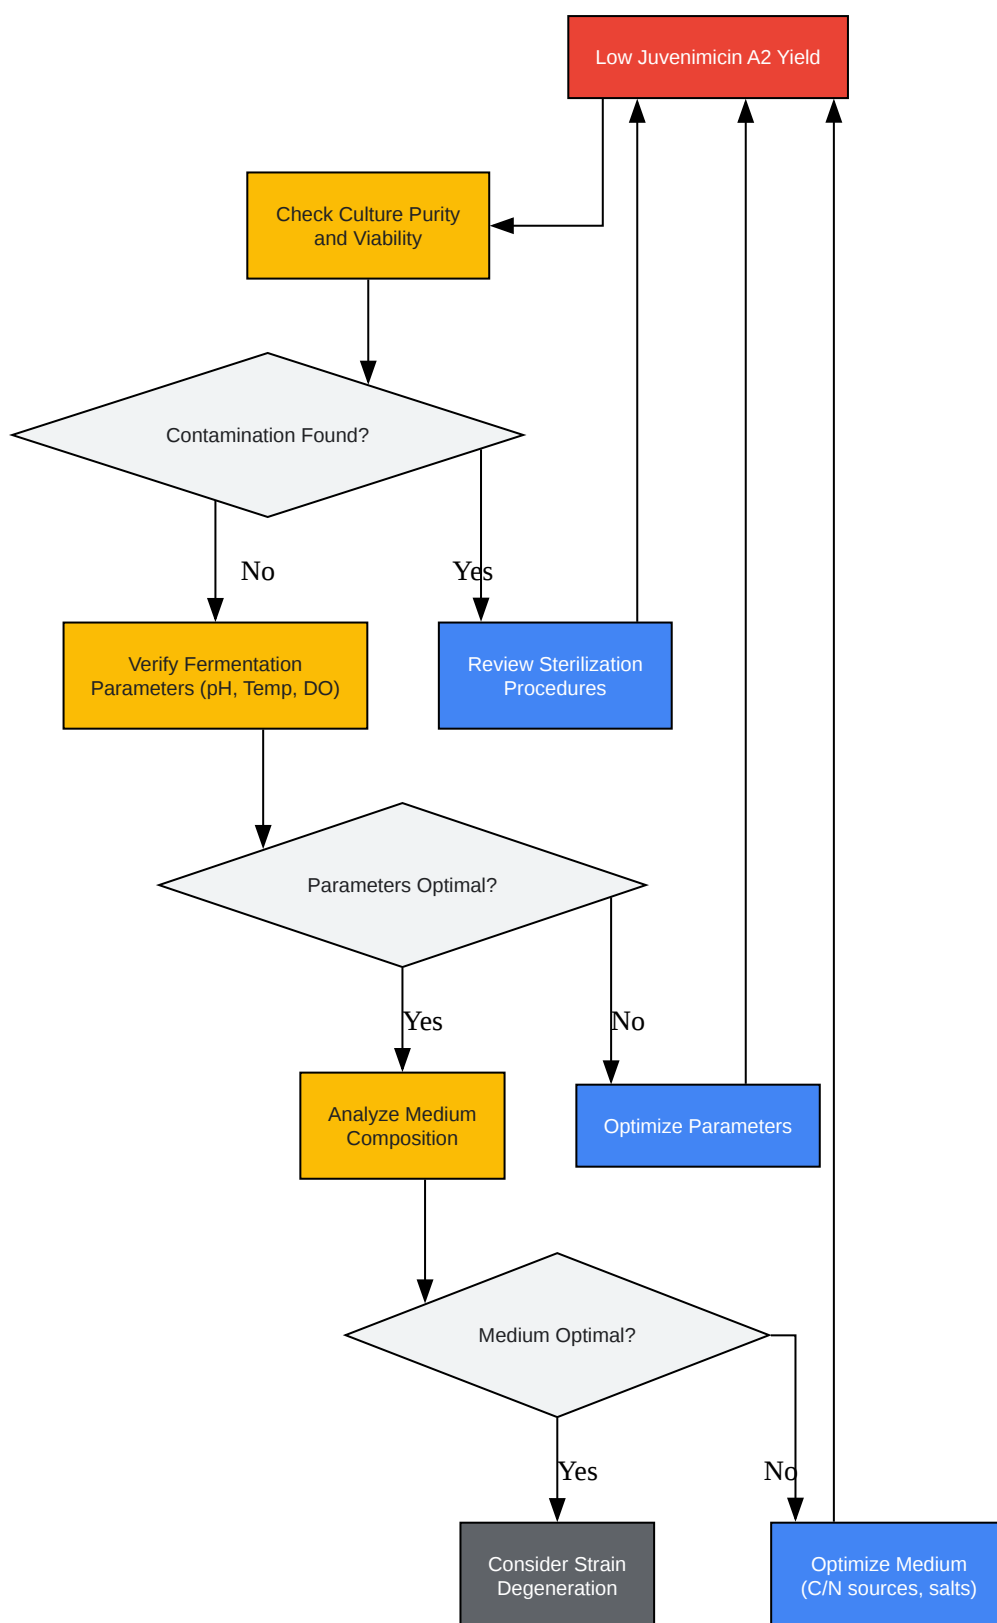 Low Juvenimicin A2 Yield
Check Culture Purity
and Viability
Contamination Found?
No
Yes
Verify Fermentation
Parameters (pH, Temp, DO)
Review Sterilization
Procedures
Parameters Optimal?
Yes
No
Analyze Medium
Composition
Optimize Parameters
Medium Optimal?
Yes
No
Consider Strain
Degeneration
Optimize Medium
(C/N sources, salts)